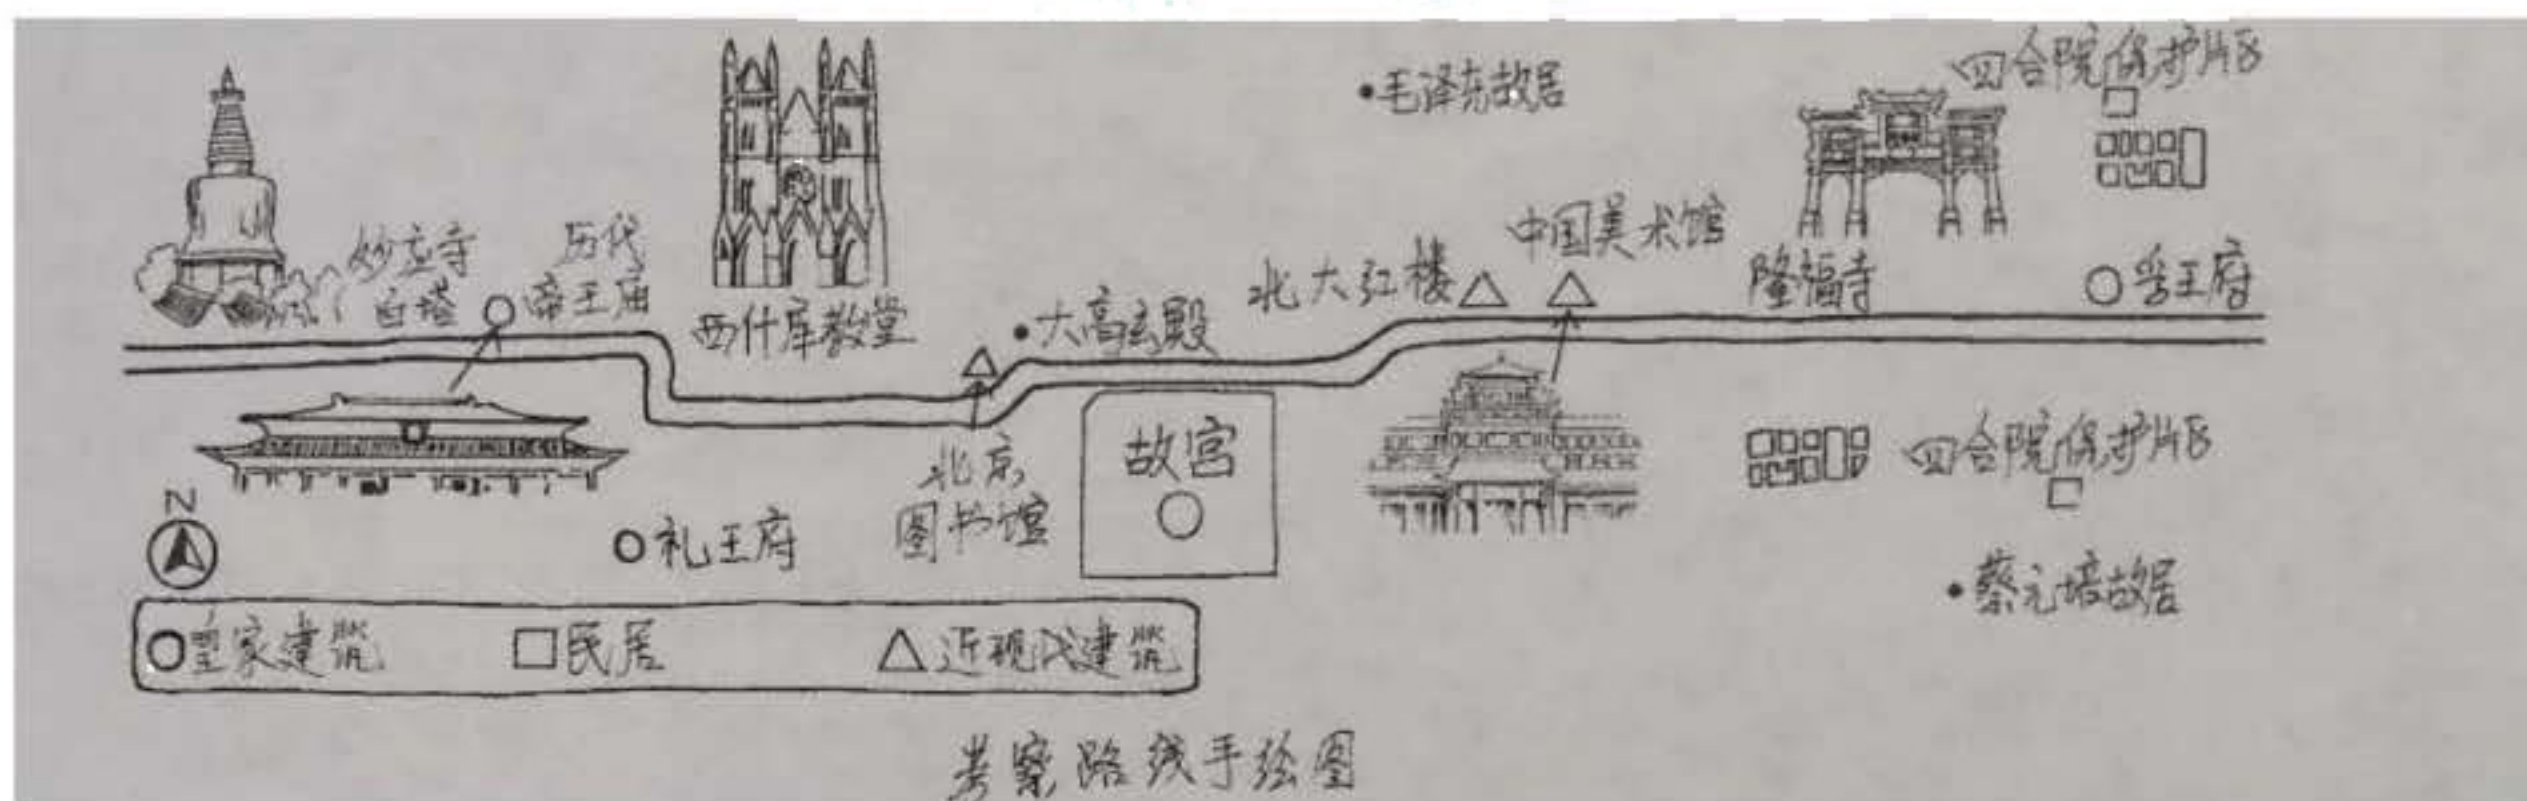 四合院保护片区
毛泽东故居
中国美术馆
妙应寺
白塔
历代
帝王庙
西什库教堂
大高玄殿
北大红楼
隆福寺
孚王府
故宫
北京
图书馆
四合院保护片区
礼王府
N
蔡元培故居
皇家建筑
民居
近现代建筑
考察路线手绘图